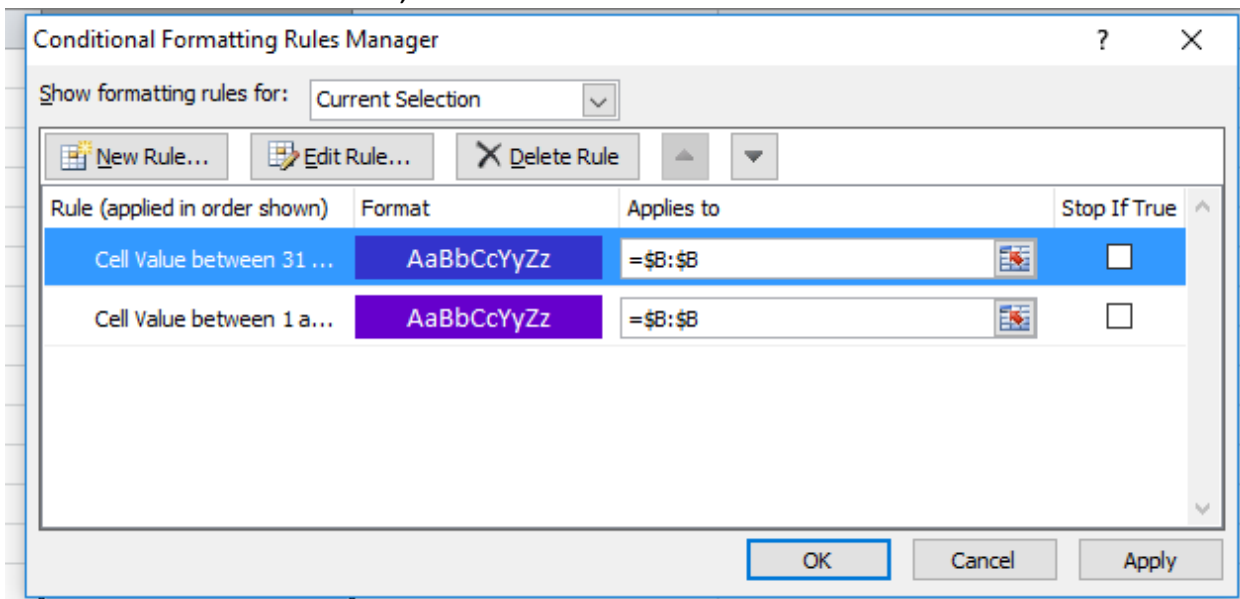 Conditional Formatting Rules Manager ?
Show formatting rules for: Current Selection
New Rule... Edit Rule... Delete Rule
Rule (applied in order shown) Format Applies to Stop If True
Cell Value between 31 ... AaBbCcYyZz =$B:$B
Cell Value between 1 a... AaBbCcYyZz =$B:$B
OK Cancel Apply